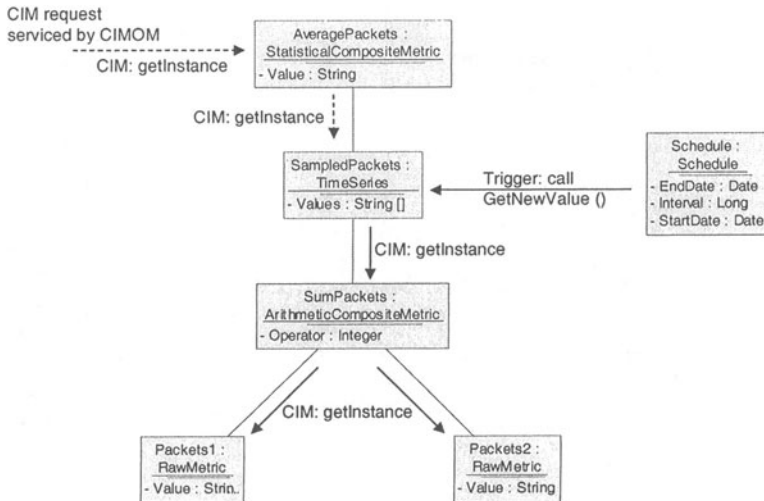 CIM request
serviced by CIMOM
CIM: getInstance
AveragePackets :
StatisticalCompositeMetric
- Value : String
CIM: getInstance
SampledPackets :
TimeSeries
- Values : String []
Trigger: call
GetNewValue ()
Schedule :
Schedule
- EndDate : Date
- Interval : Long
- StartDate : Date
CIM: getInstance
SumPackets :
ArithmeticCompositeMetric
- Operator : Integer
CIM: getInstance
Packets1 :
RawMetric
- Value : Strin..
Packets2 :
RawMetric
- Value : String